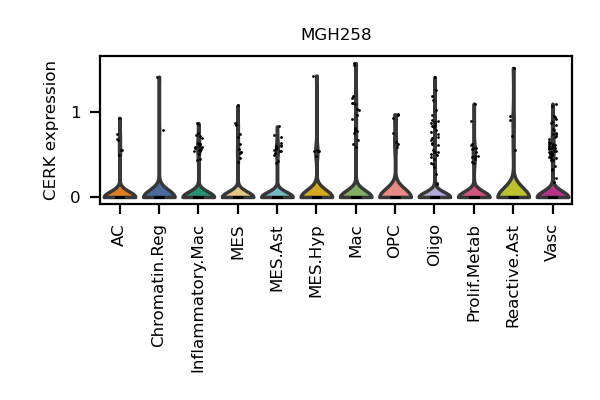 MGH258
CERK expression
1
0
AC
Chromatin.Reg
Inflammatory.Mac
MES
MES.Ast
MES.Hyp
Mac
OPC
Oligo
Prolif.Metab
Reactive.Ast
Vasc